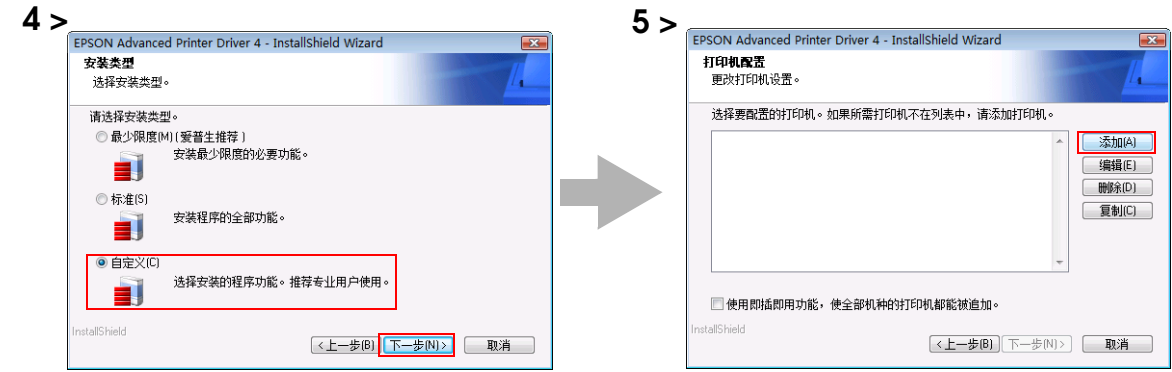 4 >
EPSON Advanced Printer Driver 4 - InstallShield Wizard
安装类型
选择安装类型。
请选择安装类型。
最少限度(M)(爱普生推荐)
安装最少限度的必要功能。
标准(S)
安装程序的全部功能。
自定义(C)
选择安装的程序功能。推荐专业用户使用。
InstallShield
<上一步(B)
下一步(N)>
取消
5 >
EPSON Advanced Printer Driver 4 - InstallShield Wizard
打印机配置
更改打印机设置。
选择要配置的打印机。如果所需打印机不在列表中，请添加打印机。
添加(A)
编辑(E)
删除(D)
复制(C)
使用即插即用功能，使全部机种的打印机都能被追加。
InstallShield
<上一步(B)
下一步(N)>
取消